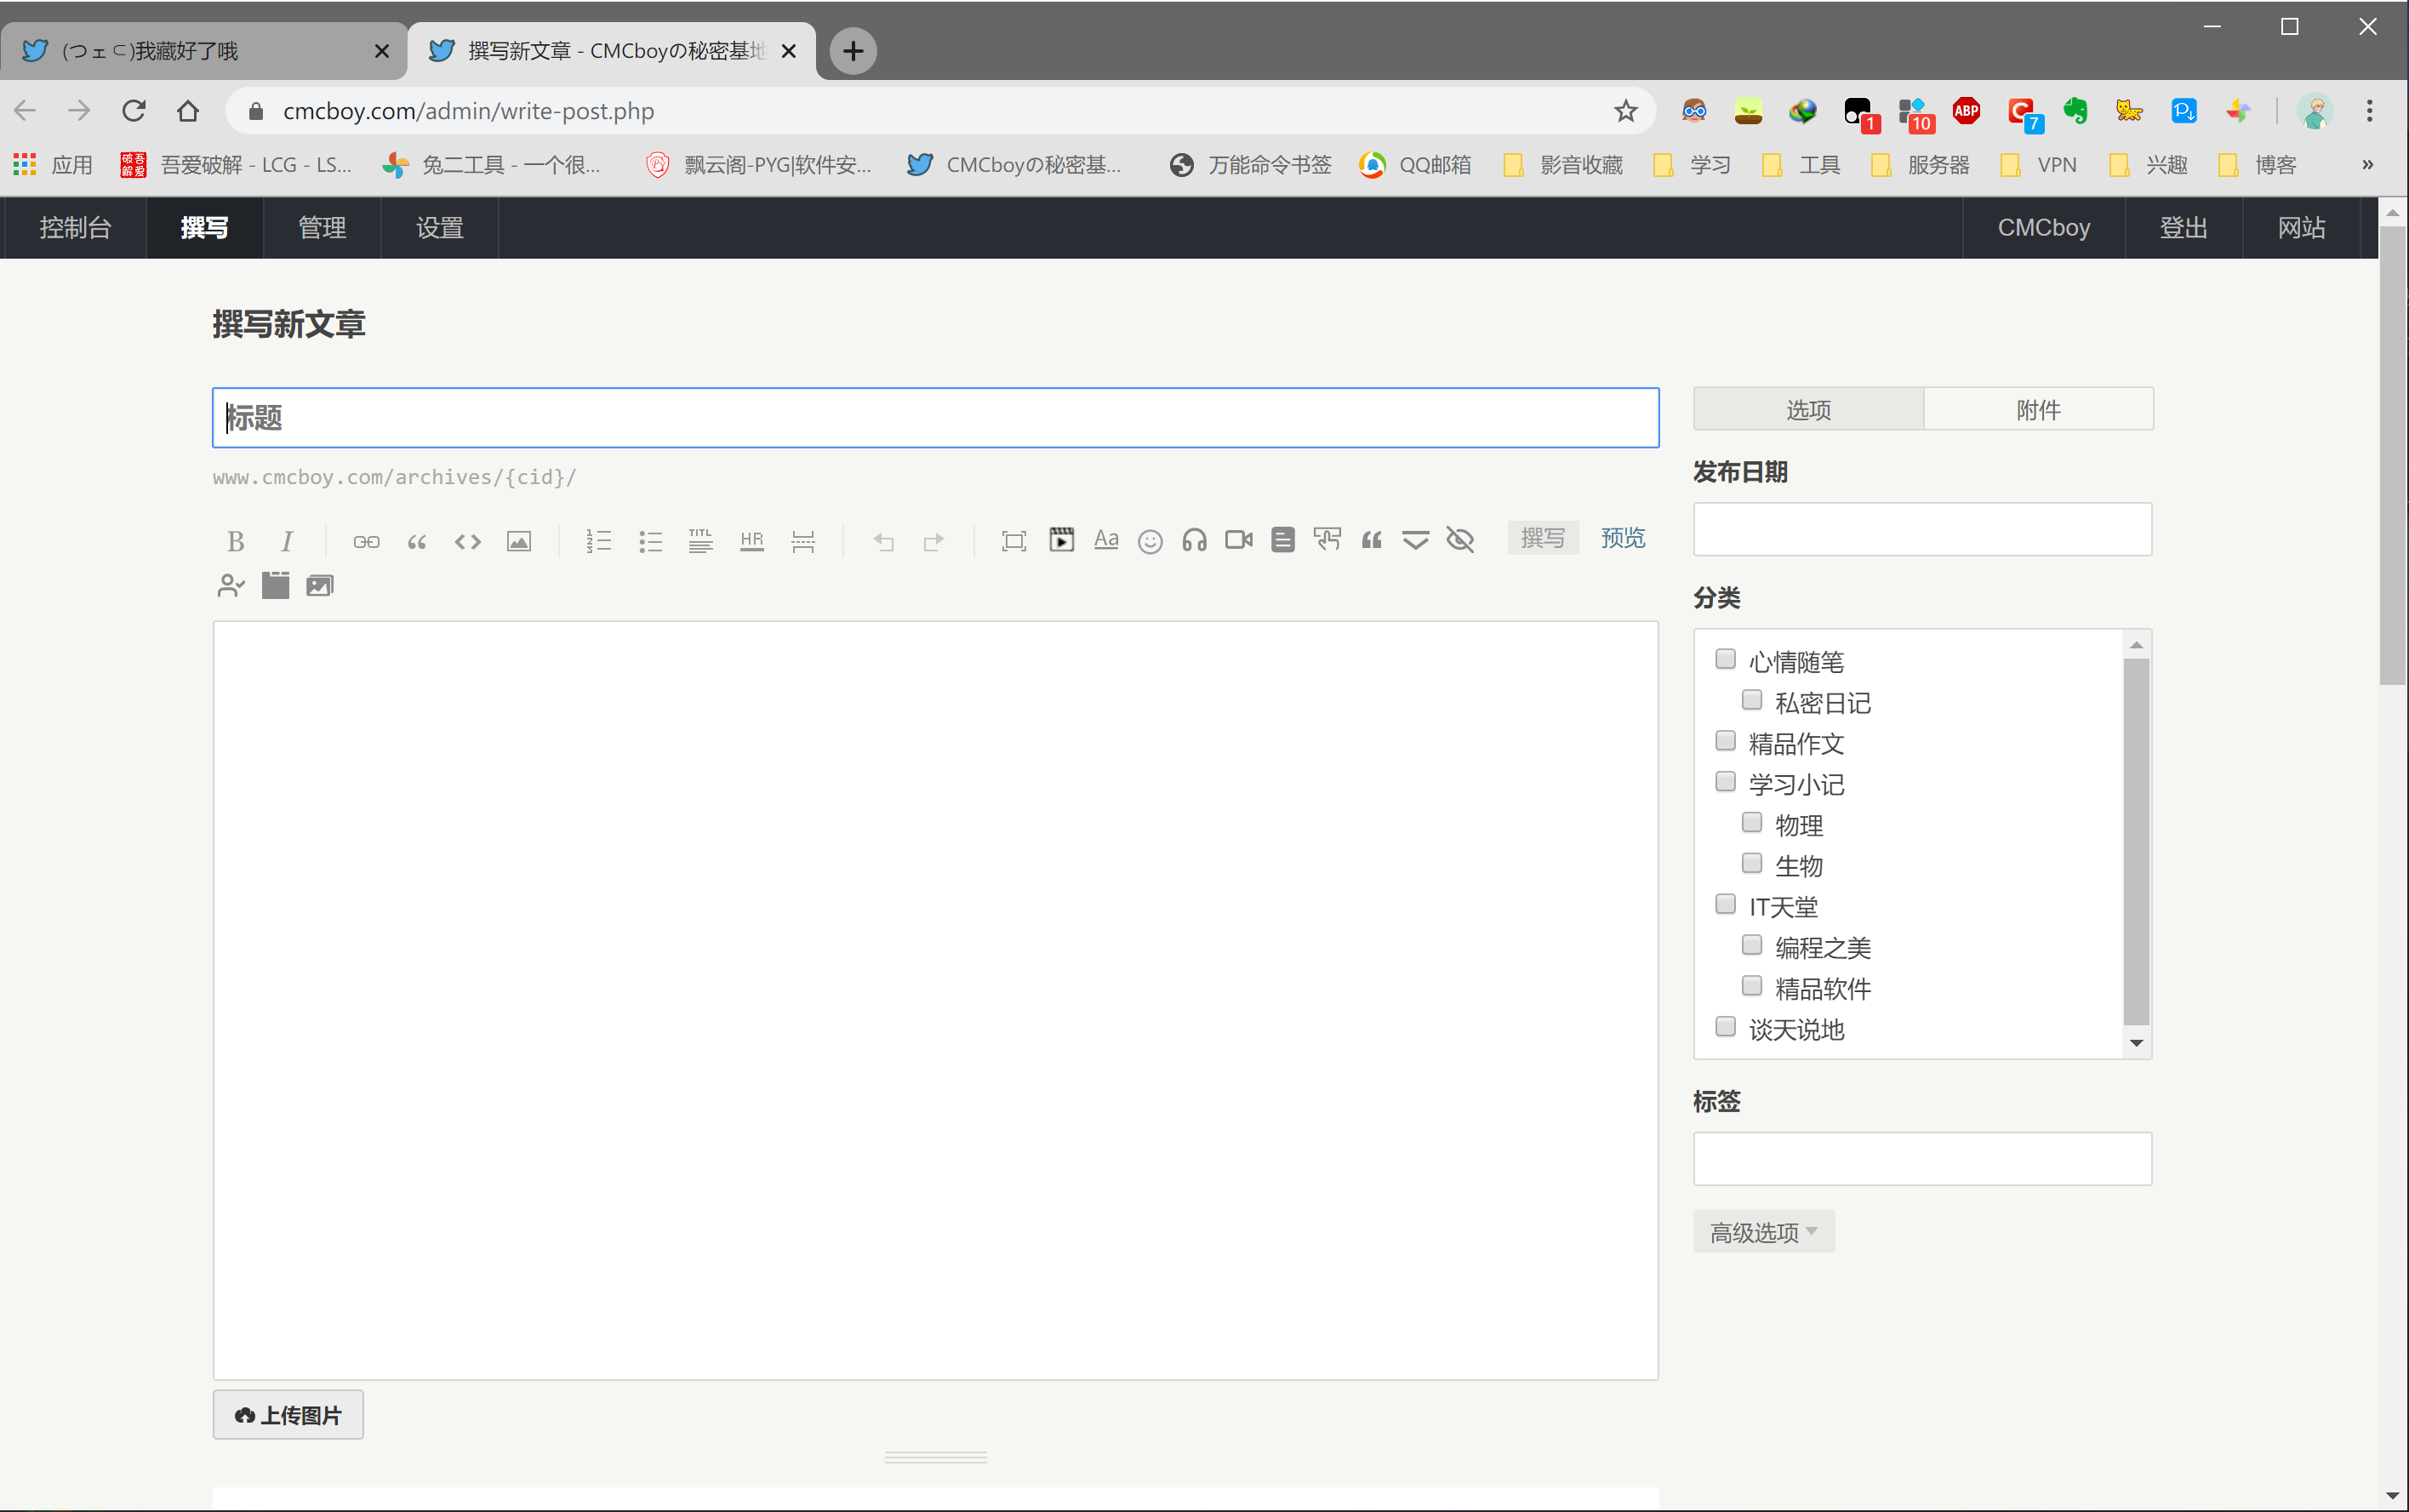 (つェ⊂)我藏好了哦
撰写新文章 - CMCboyの秘密基地
cmcboy.com/admin/write-post.php
1
10
ABP
7
应用
吾爱破解 - LCG - LS...
兔二工具 - 一个很...
飘云阁-PYG|软件安...
CMCboyの秘密基...
万能命令书签
QQ邮箱
影音收藏
学习
工具
服务器
VPN
兴趣
博客
»
控制台
撰写
管理
设置
CMCboy
登出
网站
撰写新文章
标题
www.cmcboy.com/archives/{cid}/
B
I
TITL
HR
Aa
撰写
预览
上传图片
选项
附件
发布日期
分类
心情随笔
私密日记
精品作文
学习小记
物理
生物
IT天堂
编程之美
精品软件
谈天说地
标签
高级选项